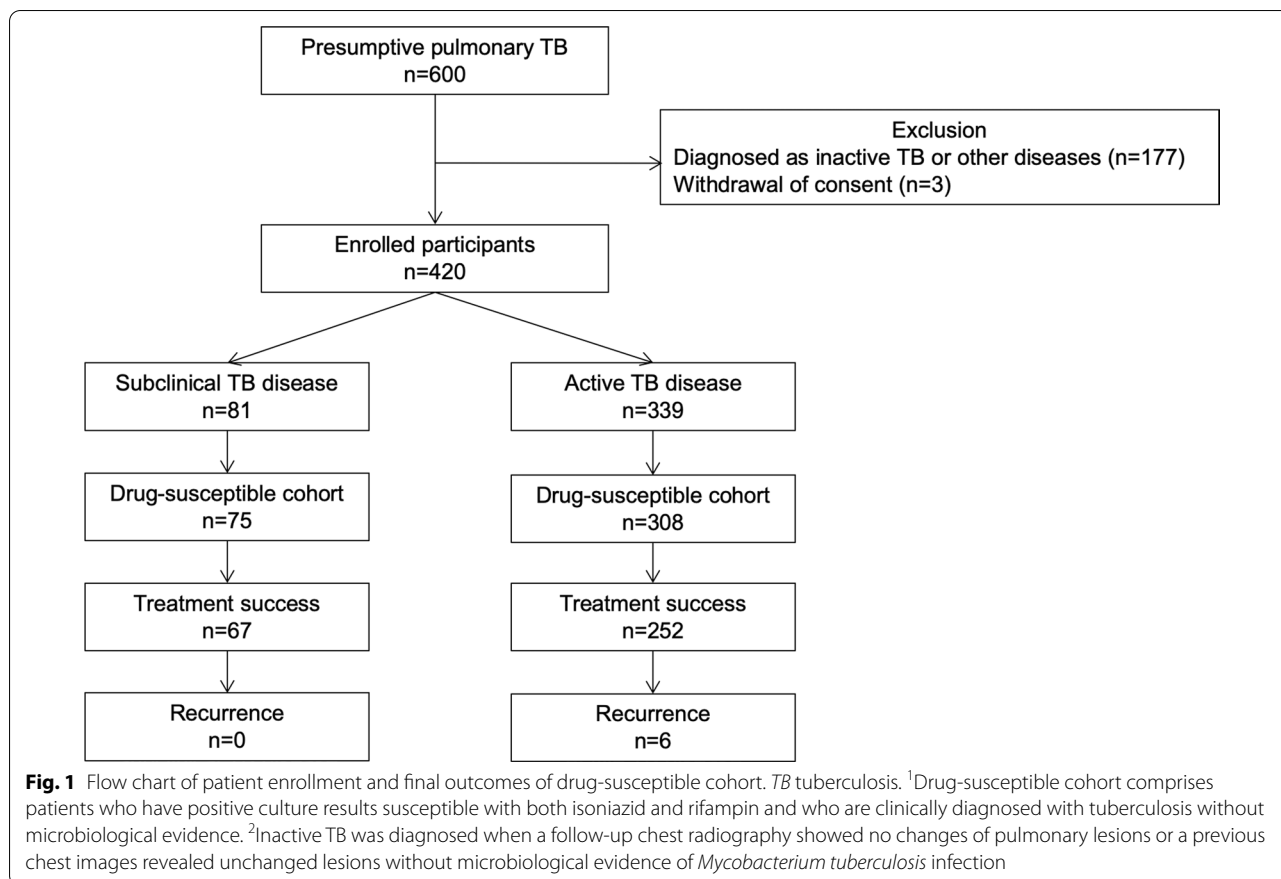 Presumptive pulmonary TB
n=600
Exclusion
Diagnosed as inactive TB or other diseases (n=177)
Withdrawal of consent (n=3)
Enrolled participants
n=420
Subclinical TB disease
n=81
Active TB disease
n=339
Drug-susceptible cohort
n=75
Drug-susceptible cohort
n=308
Treatment success
n=67
Treatment success
n=252
Recurrence
n=0
Recurrence
n=6
Fig. 1 Flow chart of patient enrollment and final outcomes of drug-susceptible cohort. TB tuberculosis. ¹Drug-susceptible cohort comprises
patients who have positive culture results susceptible with both isoniazid and rifampin and who are clinically diagnosed with tuberculosis without
microbiological evidence. ²Inactive TB was diagnosed when a follow-up chest radiography showed no changes of pulmonary lesions or a previous
chest images revealed unchanged lesions without microbiological evidence of Mycobacterium tuberculosis infection